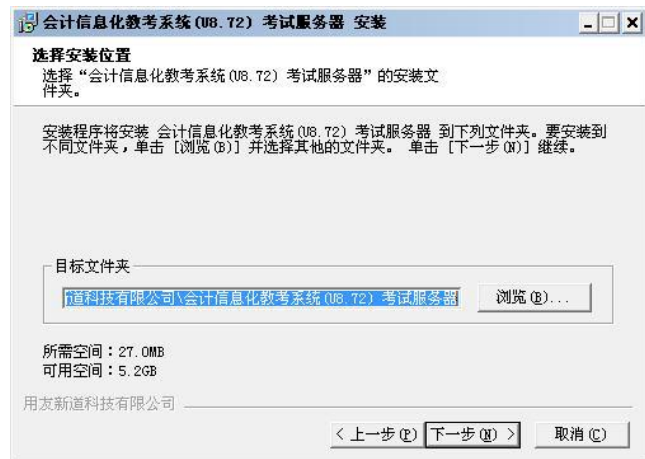 会计信息化教考系统(U8.72) 考试服务器 安装
选择安装位置
选择“会计信息化教考系统(U8.72) 考试服务器”的安装文
件夹。
安装程序将安装 会计信息化教考系统(U8.72) 考试服务器 到下列文件夹。要安装到
不同文件夹，单击 [浏览(B)] 并选择其他的文件夹。 单击 [下一步(N)] 继续。
目标文件夹
道科技有限公司\会计信息化教考系统(U8.72) 考试服务器
浏览(B)...
所需空间：27.0MB
可用空间：5.2GB
用友新道科技有限公司
< 上一步(P) 下一步(N) > 取消(C)